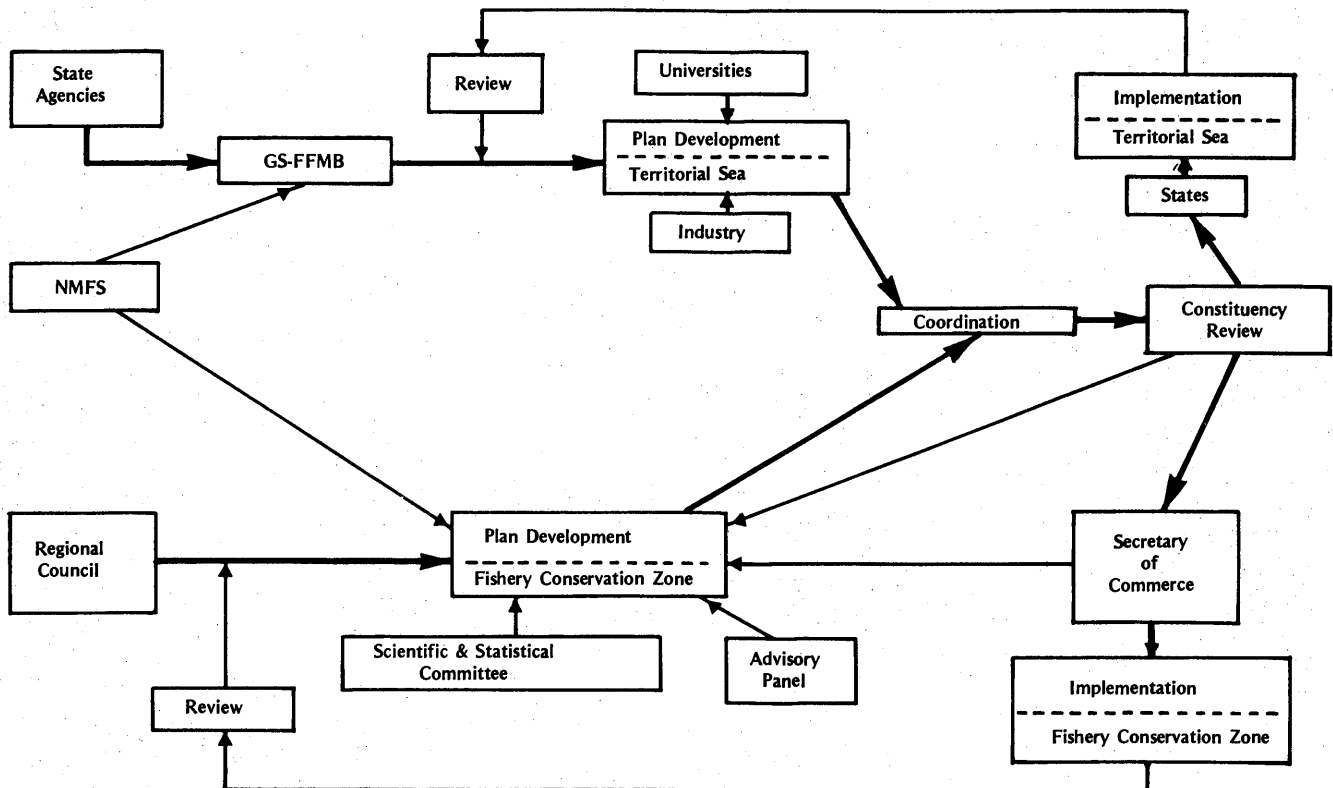 State
Agencies
Review
Universities
Implementation
Territorial Sea
GS-FFMB
Plan Development
Territorial Sea
States
Industry
NMFS
Coordination
Constituency
Review
Regional
Council
Plan Development
Fishery Conservation Zone
Secretary
of
Commerce
Scientific & Statistical
Committee
Advisory
Panel
Review
Implementation
Fishery Conservation Zone